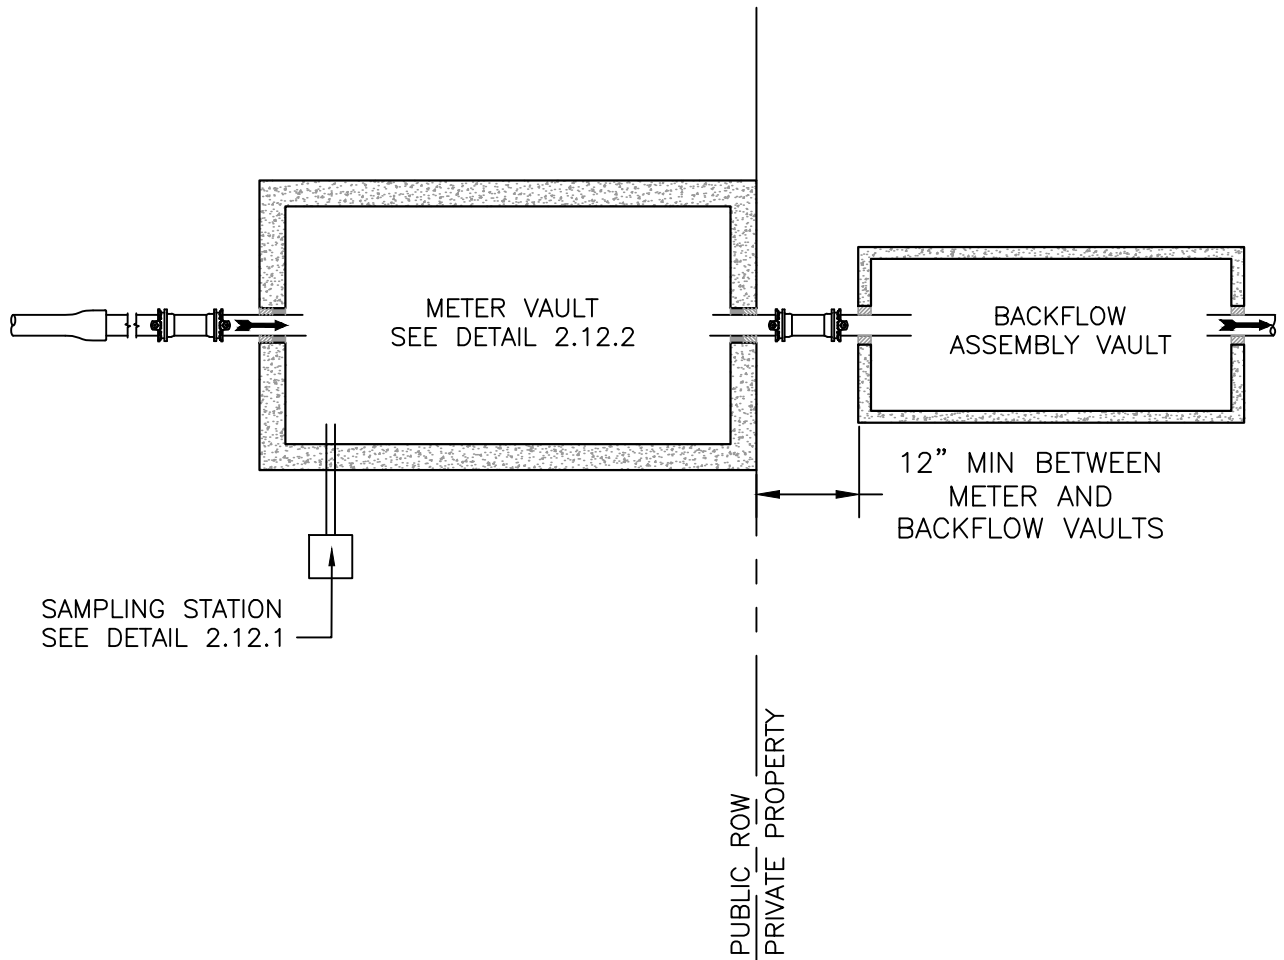 METER VAULT
SEE DETAIL 2.12.2
BACKFLOW
ASSEMBLY VAULT
12” MIN BETWEEN
METER AND
BACKFLOW VAULTS
SAMPLING STATION
SEE DETAIL 2.12.1
PUBLIC ROW
PRIVATE PROPERTY